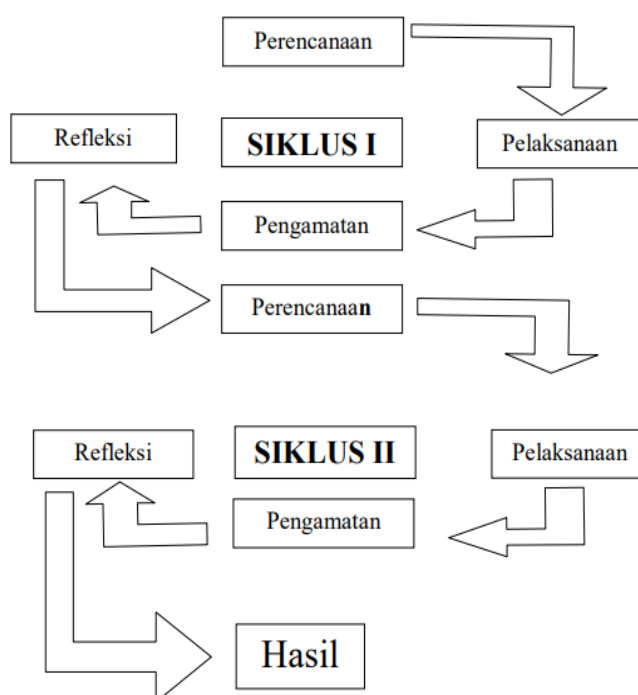 Perencanaan
Refleksi
SIKLUS I
Pelaksanaan
Pengamatan
Perencanaan
Refleksi
SIKLUS II
Pelaksanaan
Pengamatan
Hasil